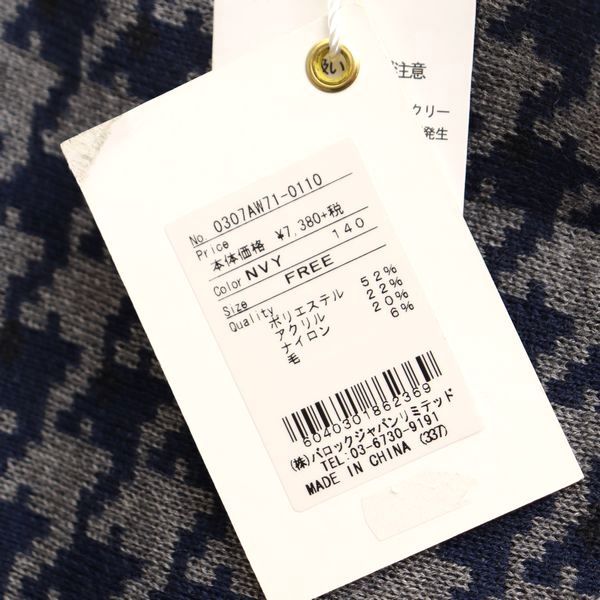 扱い
注意
クリー
発生
No 0307AW71-0110
Price
本体価格 ¥7,380+税
Color NVY 140
Size FREE
Quality
ポリエステル 52%
アクリル 22%
ナイロン 20%
毛 6%
6040301862369
(株)バロックジャパンリミテッド
TEL:03-6730-9191
MADE IN CHINA (337)